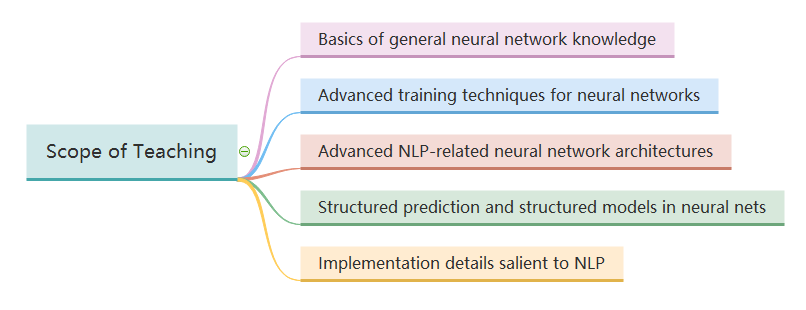 Scope of Teaching
Basics of general neural network knowledge
Advanced training techniques for neural networks
Advanced NLP-related neural network architectures
Structured prediction and structured models in neural nets
Implementation details salient to NLP